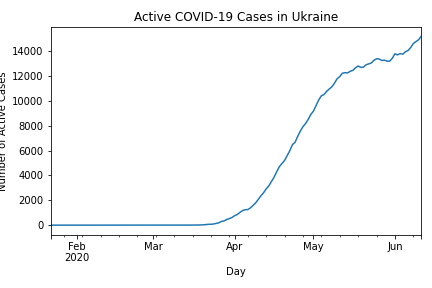 Active COVID-19 Cases in Ukraine
Number of Active Cases
14000
12000
10000
8000
6000
4000
2000
0
Feb Mar Apr May Jun
2020
Day